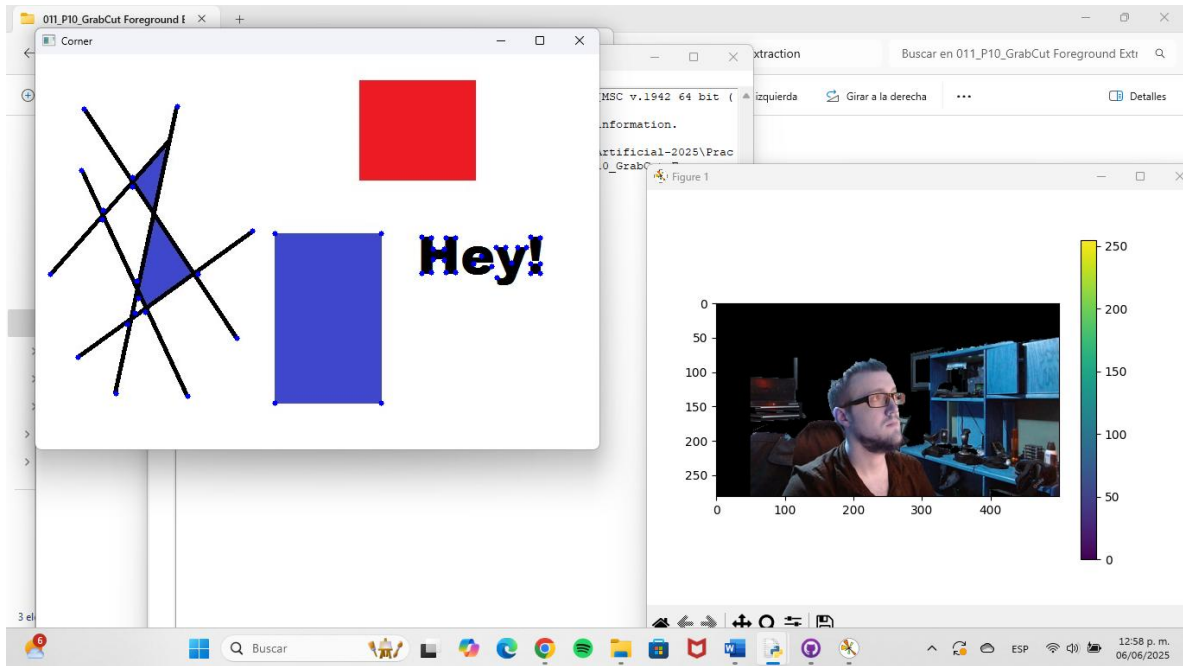 011_P10_GrabCut Foreground E
Corner
xtraction
Buscar en 011_P10_GrabCut Foreground Extr
[MSC v.1942 64 bit (
izquierda
Girar a la derecha
Detalles
nformation.
rtificial-2025\Prac
Figure 1
Hey!
250
200
150
100
50
0
0
50
100
150
200
250
0
100
200
300
400
3 el
6
Buscar
W
ESP
12:58 p. m.
06/06/2025